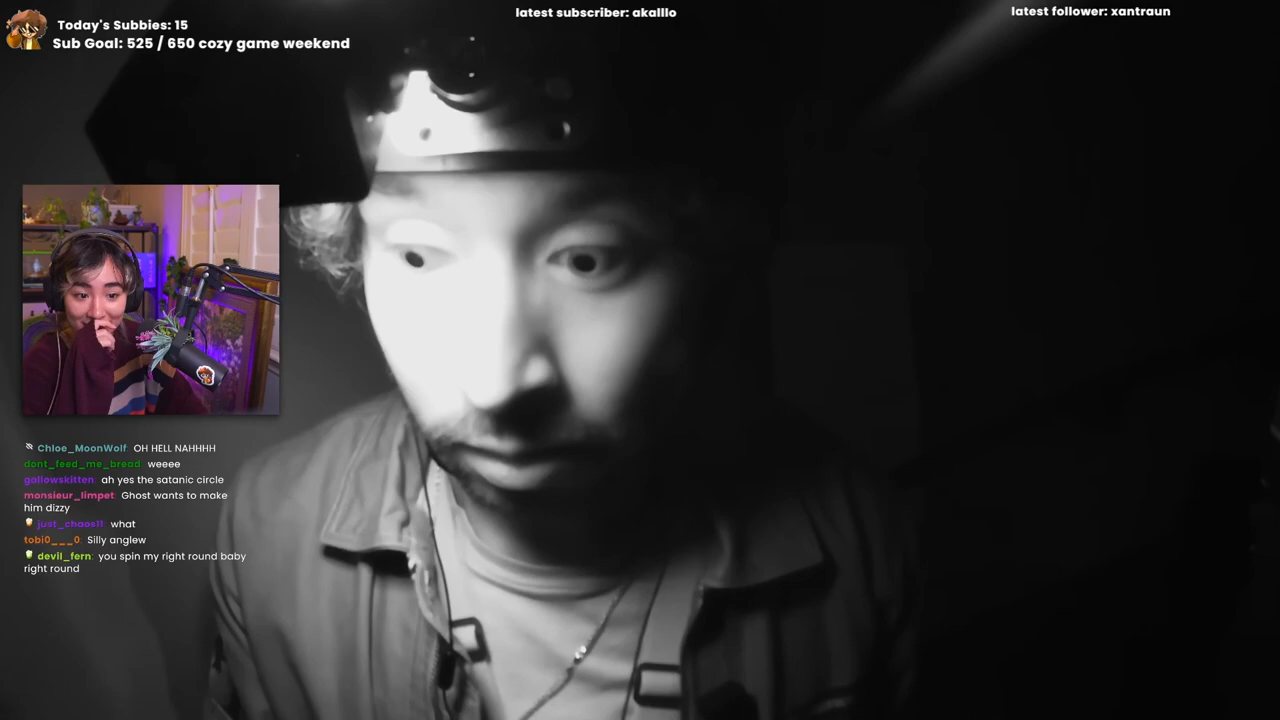 latest subscriber: akalllo
latest follower: xantraun
Today's Subbies: 15
Sub Goal: 525 / 650 cozy game weekend
Chloe_MoonWolf: OH HELL NAHHHH
dont_feed_me_bread: weeee
gallowskitten: ah yes the satanic circle
monsieur_limpet: Ghost wants to make
him dizzy
just_chaos11: what
tobi0___0: Silly anglew
devil_fern: you spin my right round baby
right round